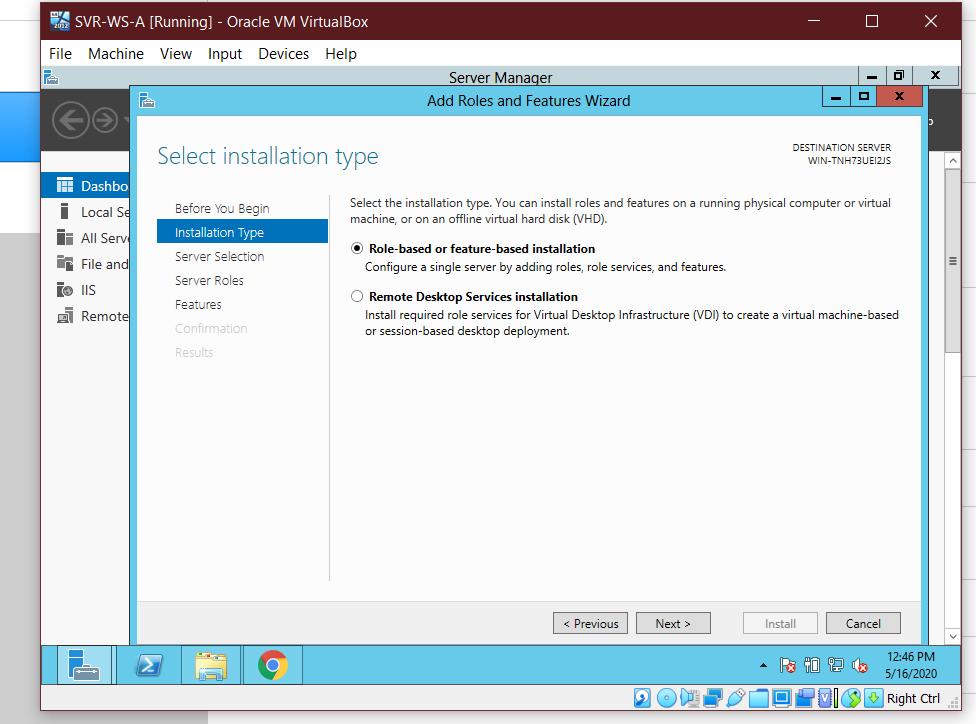 SVR-WS-A [Running] - Oracle VM VirtualBox
File Machine View Input Devices Help
Server Manager
Add Roles and Features Wizard
Select installation type
DESTINATION SERVER
WIN-TNH73UEI2JS
Dashbo
Local Se
All Serve
File and
IIS
Remote
Before You Begin
Installation Type
Server Selection
Server Roles
Features
Confirmation
Results
Select the installation type. You can install roles and features on a running physical computer or virtual
machine, or on an offline virtual hard disk (VHD).
Role-based or feature-based installation
Configure a single server by adding roles, role services, and features.
Remote Desktop Services installation
Install required role services for Virtual Desktop Infrastructure (VDI) to create a virtual machine-based
or session-based desktop deployment.
< Previous Next > Install Cancel
12:46 PM
5/16/2020
Right Ctrl